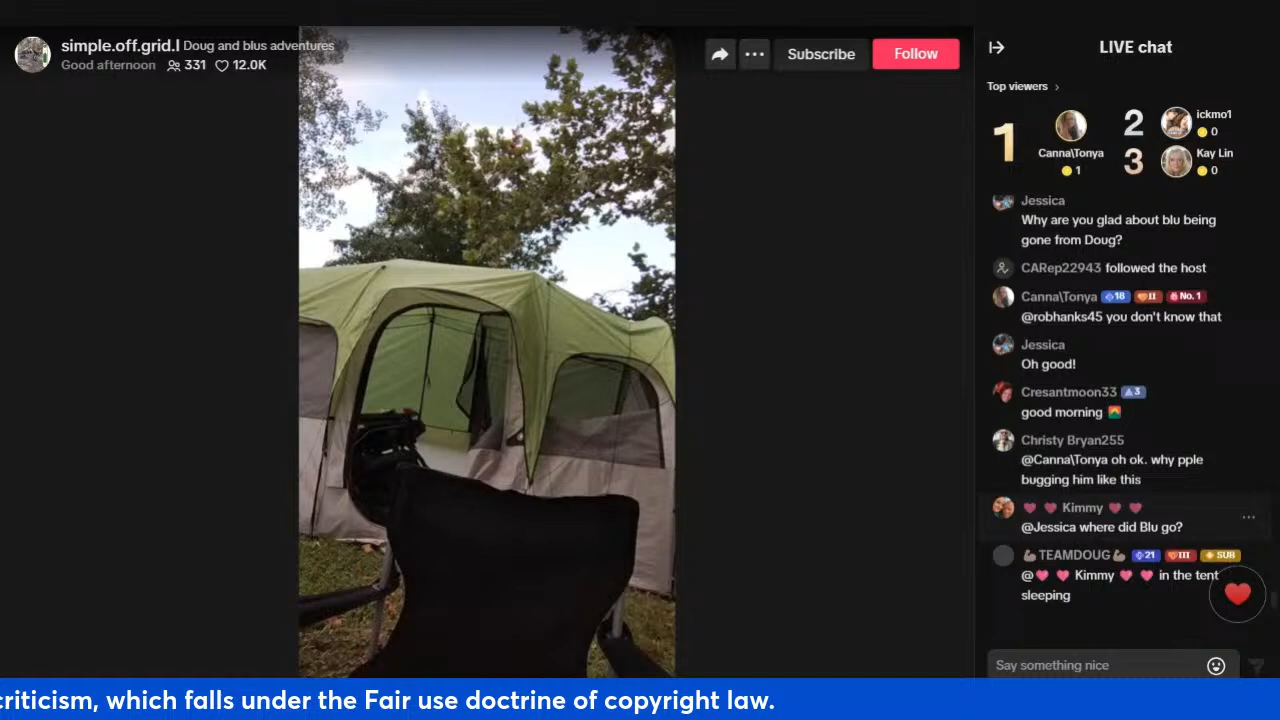 simple.off.grid.l Doug and blus adventures
Good afternoon 331 12.0K
Subscribe
Follow
LIVE chat
Top viewers
1
Canna\Tonya
1
2
ickmo1
0
3
Kay Lin
0
Jessica
Why are you glad about blu being
gone from Doug?
CARep22943 followed the host
Canna\Tonya 18 II No. 1
@robhanks45 you don't know that
Jessica
Oh good!
Cresantmoon33 3
good morning
Christy Bryan255
@Canna\Tonya oh ok. why pple
bugging him like this
Kimmy
@Jessica where did Blu go?
TEAMDOUG 21 III SUB
@ Kimmy in the tent
sleeping
Say something nice
criticism, which falls under the Fair use doctrine of copyright law.